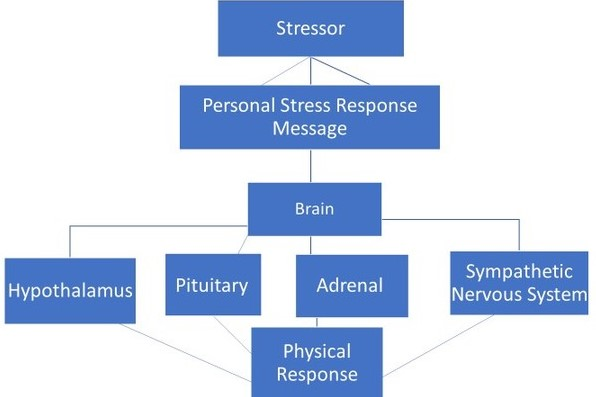 Stressor
Personal Stress Response
Message
Brain
Hypothalamus
Pituitary
Adrenal
Sympathetic
Nervous System
Physical
Response